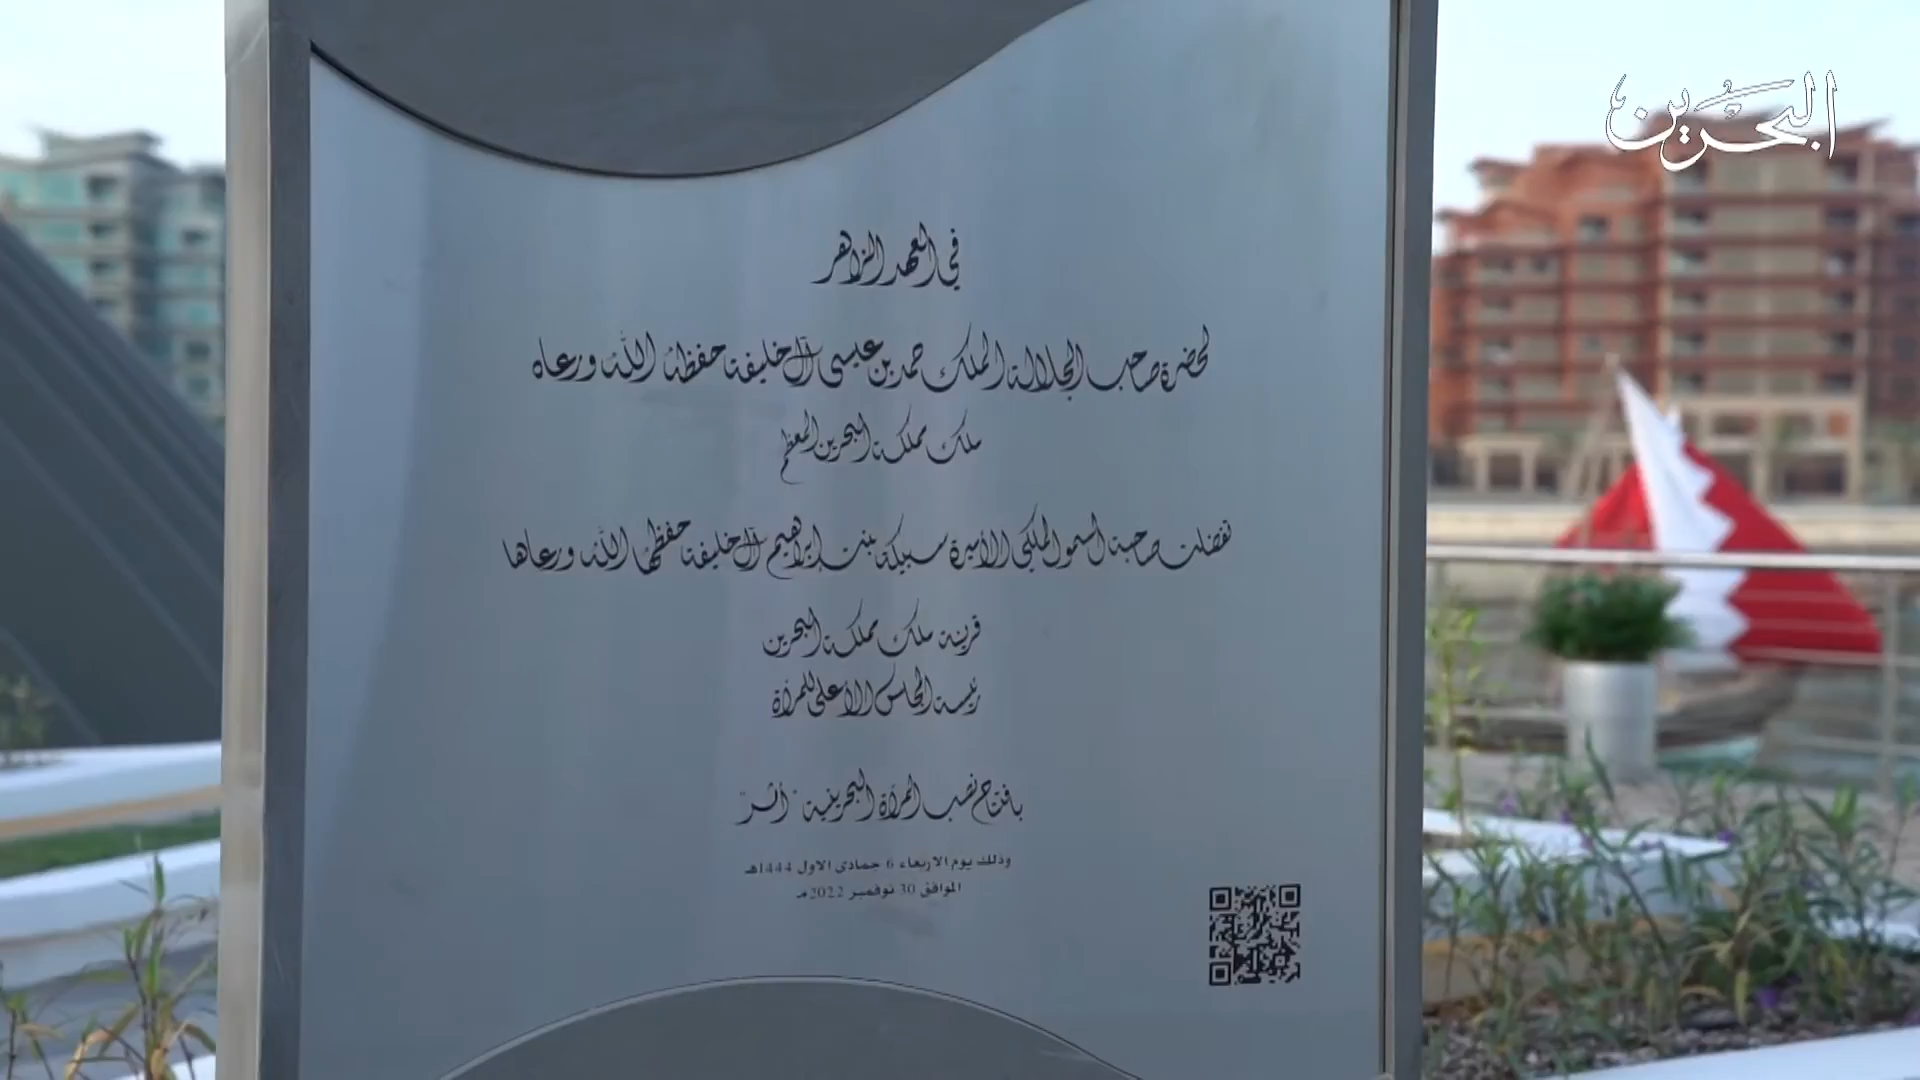 البحرين
في العهد الزاهر
لحضرة صاحب الجلالة الملك حمد بن عيسى آل خليفة حفظه الله ورعاه
ملك مملكة البحرين المعظم
تفضلت صاحبة السمو الملكي الأميرة سبيكة بنت إبراهيم آل خليفة حفظها الله ورعاها
قرينة ملك مملكة البحرين
رئيسة المجلس الأعلى للمرأة
بافتتاح نصب المرأة البحرينية "أثر"
وذلك يوم الاربعاء 6 جمادى الاول 1444هـ
الموافق 30 نوفمبر 2022مـ